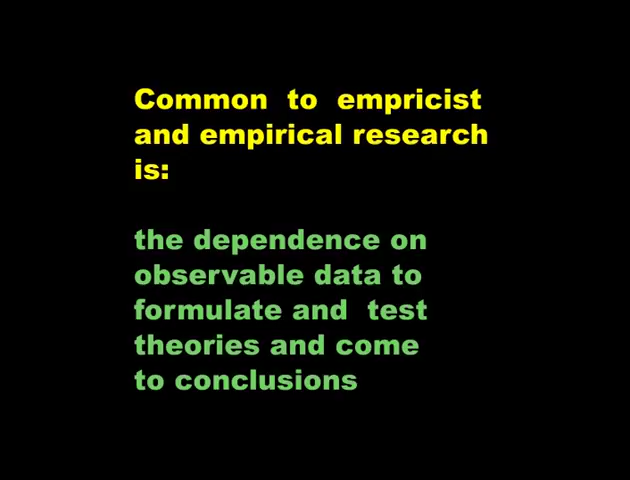 Common to empricist
and empirical research
is:
the dependence on
observable data to
formulate and test
theories and come
to conclusions